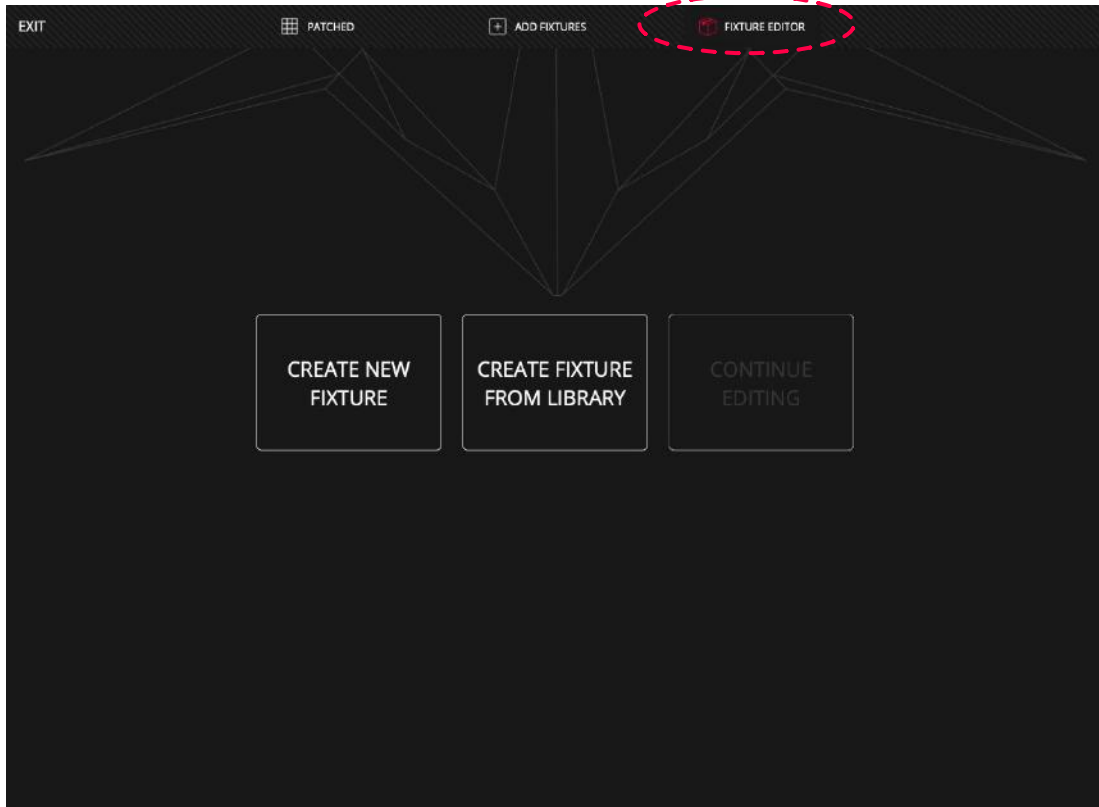 EXIT
PATCHED
ADD FIXTURES
FIXTURE EDITOR
CREATE NEW
FIXTURE
CREATE FIXTURE
FROM LIBRARY
CONTINUE
EDITING